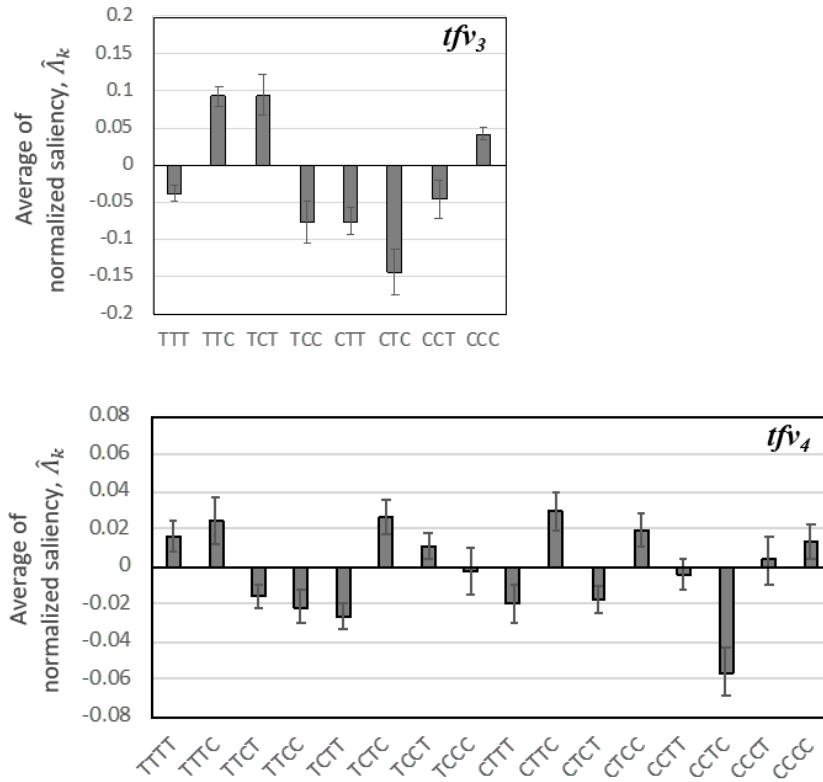 tfv3
Average of
normalized saliency, Λ̂k
0.2
0.15
0.1
0.05
0
-0.05
-0.1
-0.15
-0.2
TTT TTC TCT TCC CTT CTC CCT CCC
tfv4
Average of
normalized saliency, Λ̂k
0.08
0.06
0.04
0.02
0
-0.02
-0.04
-0.06
-0.08
TTTT TTTC TTCT TTCC TCTT TCTC TCCT TCCC CTTT CTTC CTCT CTCC CCTT CCTC CCCT CCCC